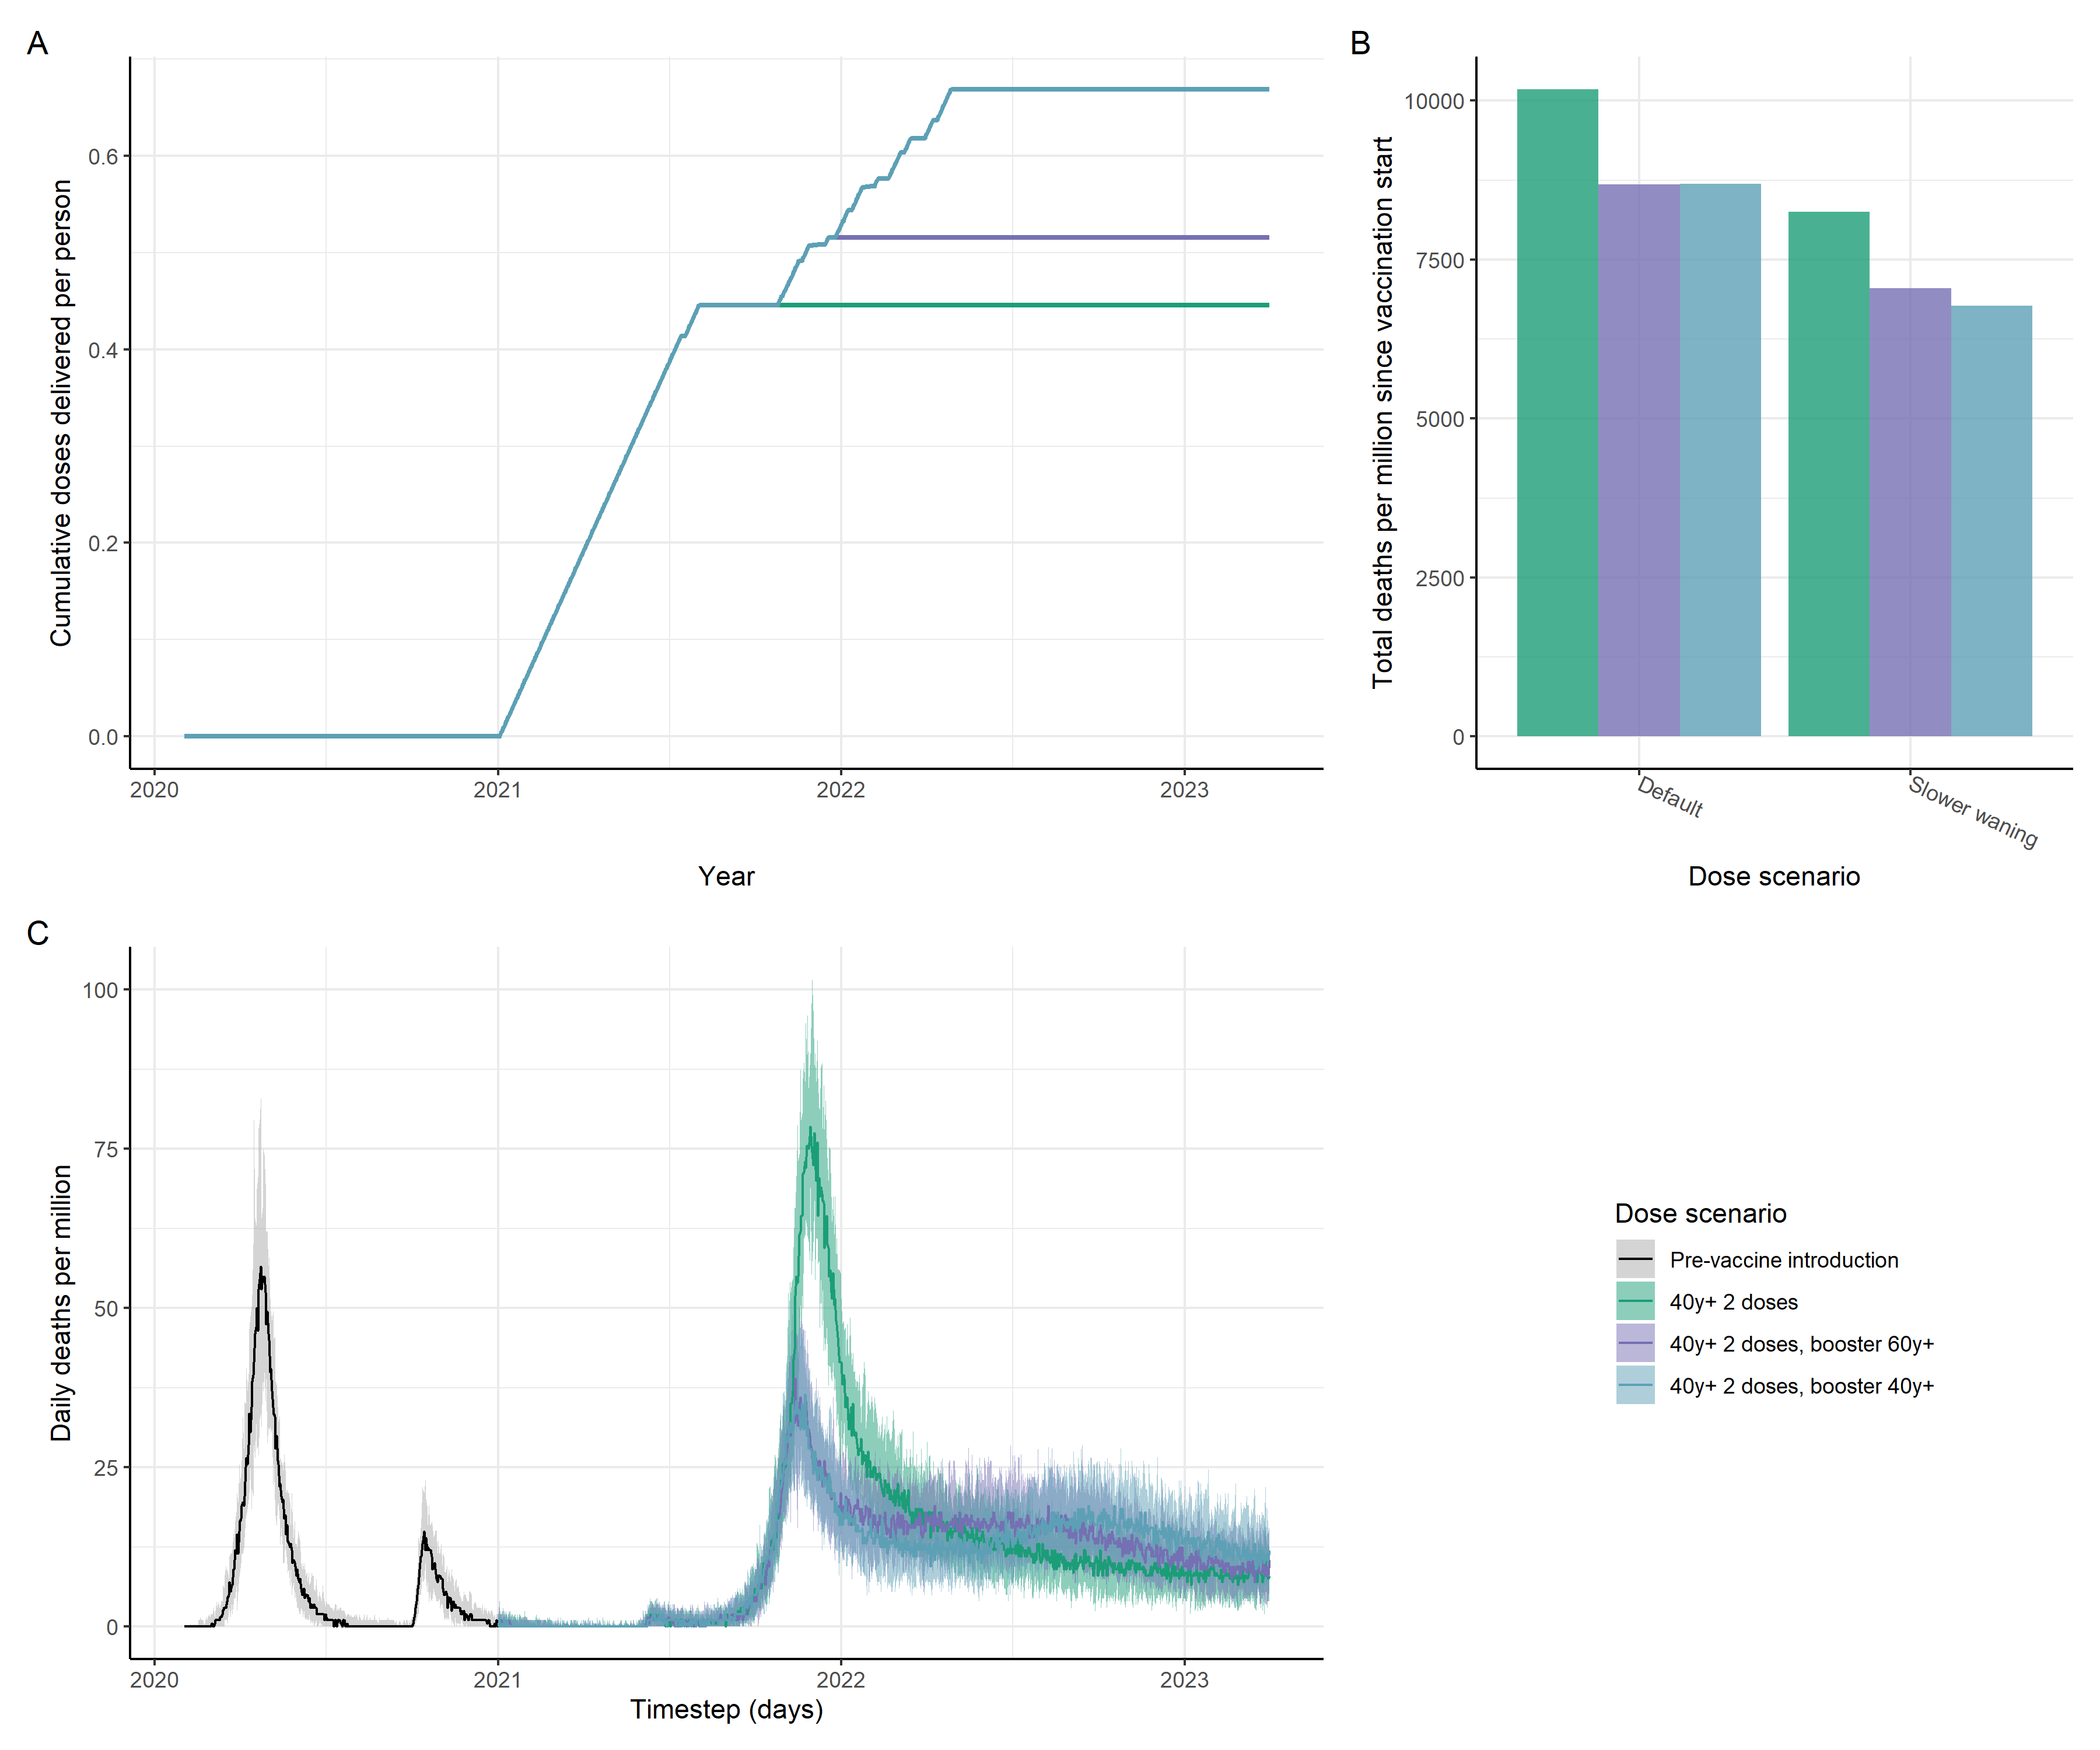 A
Cumulative doses delivered per person
0.6
0.4
0.2
0.0
2020
2021
2022
2023
Year
B
Total deaths per million since vaccination start
10000
7500
5000
2500
0
Default
Slower waning
Dose scenario
C
Daily deaths per million
100
75
50
25
0
2020
2021
2022
2023
Timestep (days)
Dose scenario
Pre-vaccine introduction
40y+ 2 doses
40y+ 2 doses, booster 60y+
40y+ 2 doses, booster 40y+